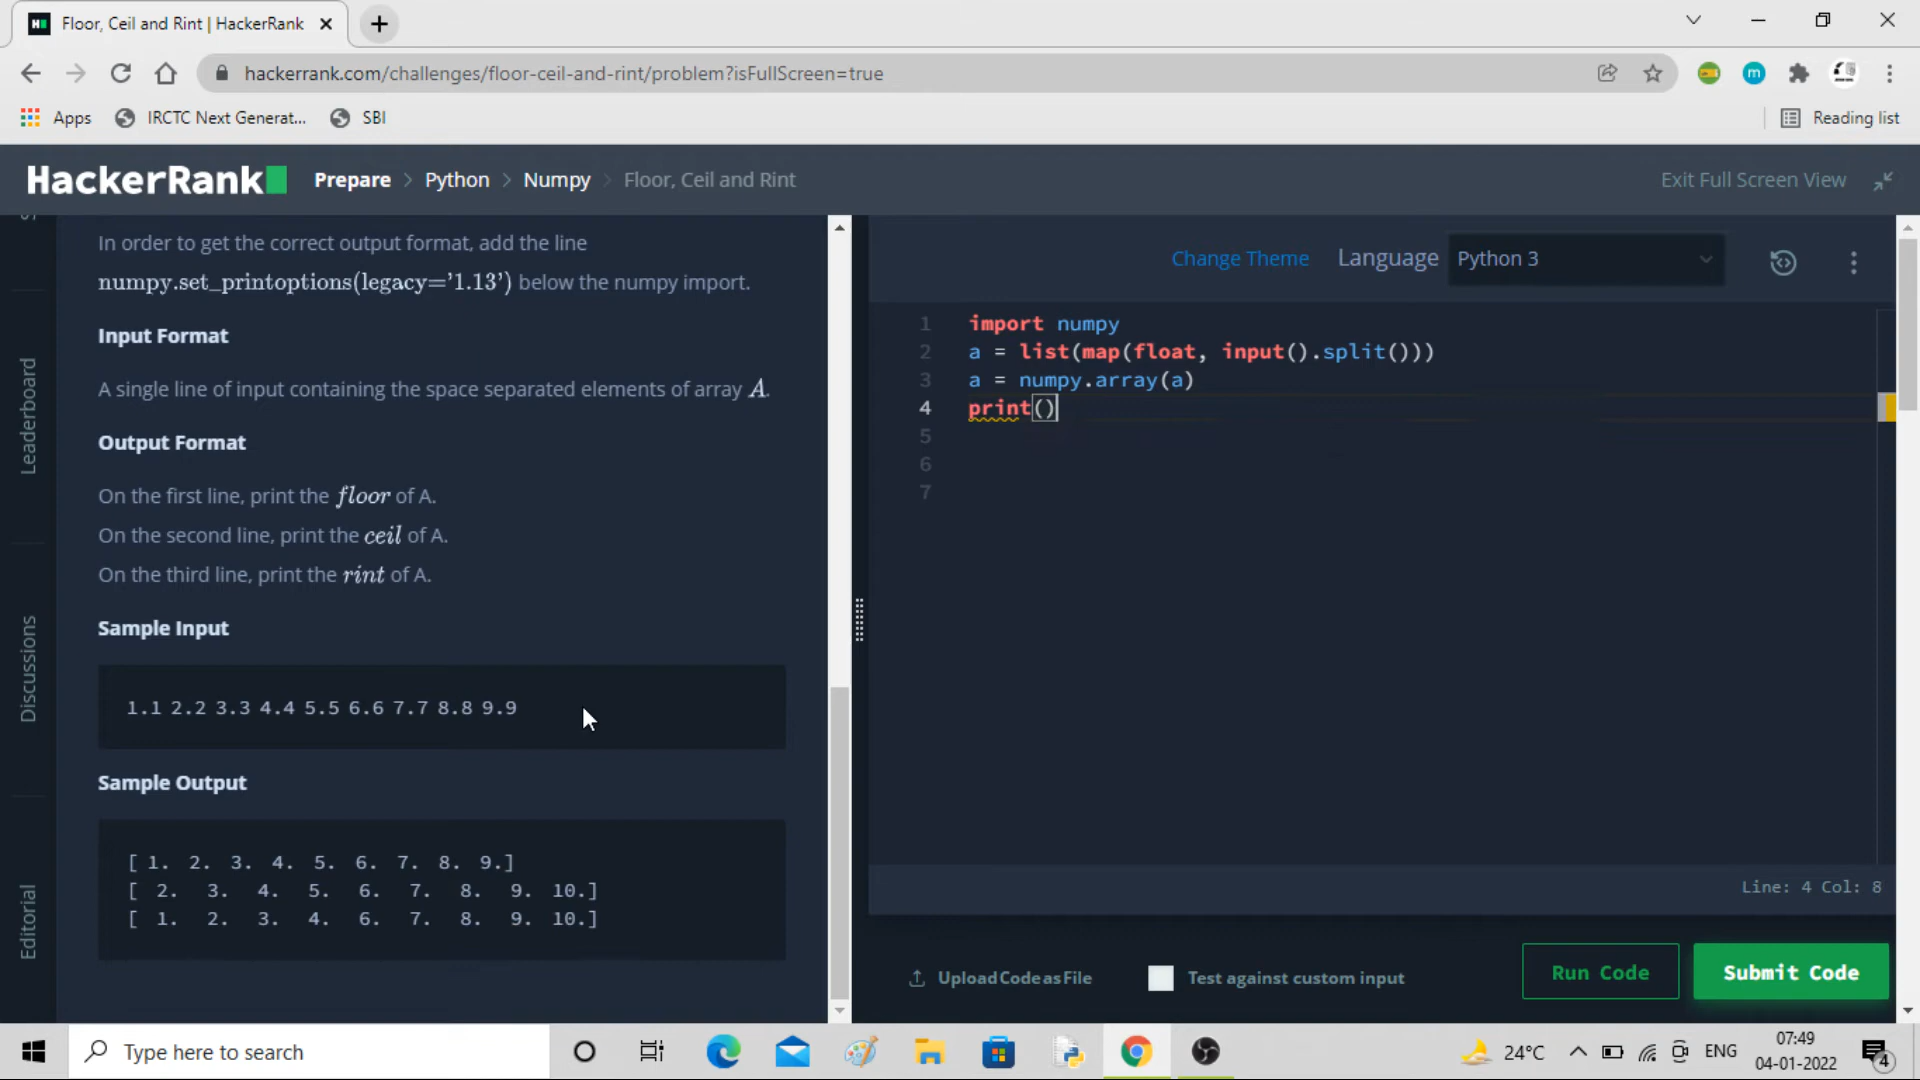 Floor, Ceil and Rint | HackerRank
hackerrank.com/challenges/floor-ceil-and-rint/problem?isFullScreen=true
m
Apps
IRCTC Next Generat...
SBI
Reading list
HackerRank
Prepare > Python > Numpy > Floor, Ceil and Rint
Exit Full Screen View
Leaderboard
Discussions
Editorial
In order to get the correct output format, add the line
numpy.set_printoptions(legacy='1.13') below the numpy import.
Input Format
A single line of input containing the space separated elements of array A.
Output Format
On the first line, print the floor of A.
On the second line, print the ceil of A.
On the third line, print the rint of A.
Sample Input
1.1 2.2 3.3 4.4 5.5 6.6 7.7 8.8 9.9
Sample Output
[ 1. 2. 3. 4. 5. 6. 7. 8. 9.]
[ 2. 3. 4. 5. 6. 7. 8. 9. 10.]
[ 1. 2. 3. 4. 6. 7. 8. 9. 10.]
Change Theme
Language
Python 3
1 import numpy
2 a = list(map(float, input().split()))
3 a = numpy.array(a)
4 print()
5
6
7
Line: 4 Col: 8
Upload Code as File
Test against custom input
Run Code
Submit Code
Type here to search
24°C
ENG
07:49
04-01-2022
4